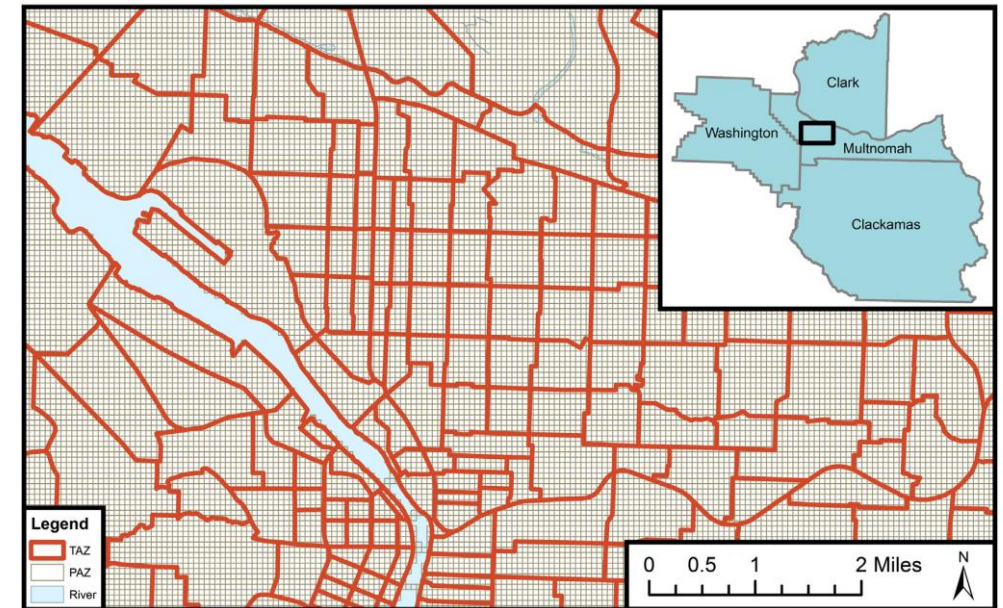 Clark
Washington
Multnomah
Clackamas
Legend
TAZ
PAZ
River
0 0.5 1 2 Miles
N